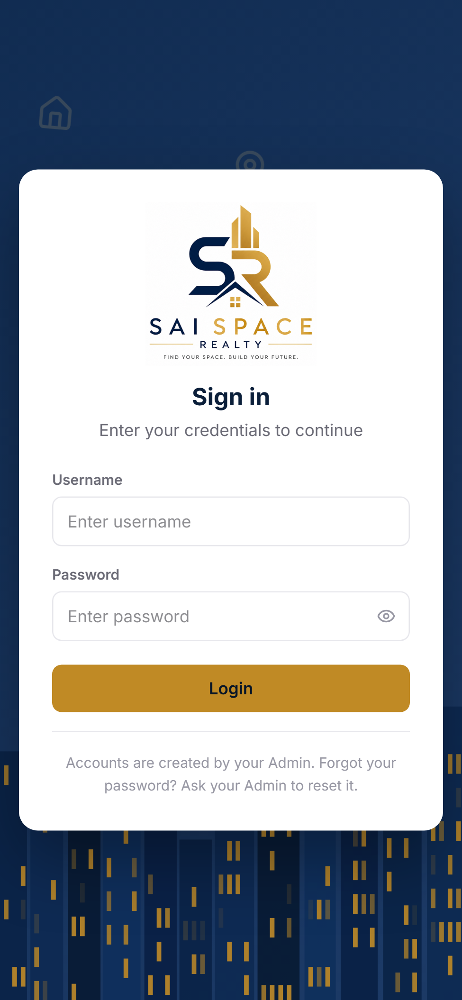 SR
SAI SPACE
REALTY
FIND YOUR SPACE. BUILD YOUR FUTURE.
Sign in
Enter your credentials to continue
Username
Enter username
Password
Enter password
Login
Accounts are created by your Admin. Forgot your
password? Ask your Admin to reset it.